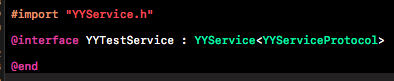 #import "YYService.h"
@interface YYTestService : YYService<YYServiceProtocol>
@end